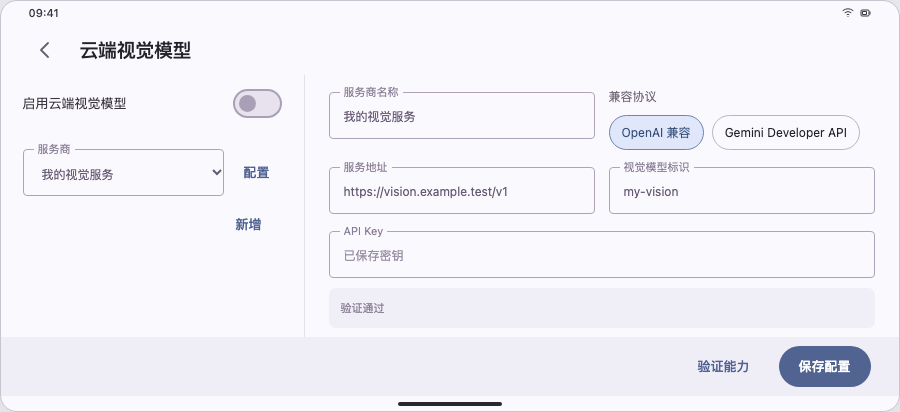 09:41
云端视觉模型
启用云端视觉模型
服务商
我的视觉服务
配置
新增
服务商名称
我的视觉服务
兼容协议
OpenAI 兼容
Gemini Developer API
服务地址
https://vision.example.test/v1
视觉模型标识
my-vision
API Key
已保存密钥
验证通过
验证能力
保存配置